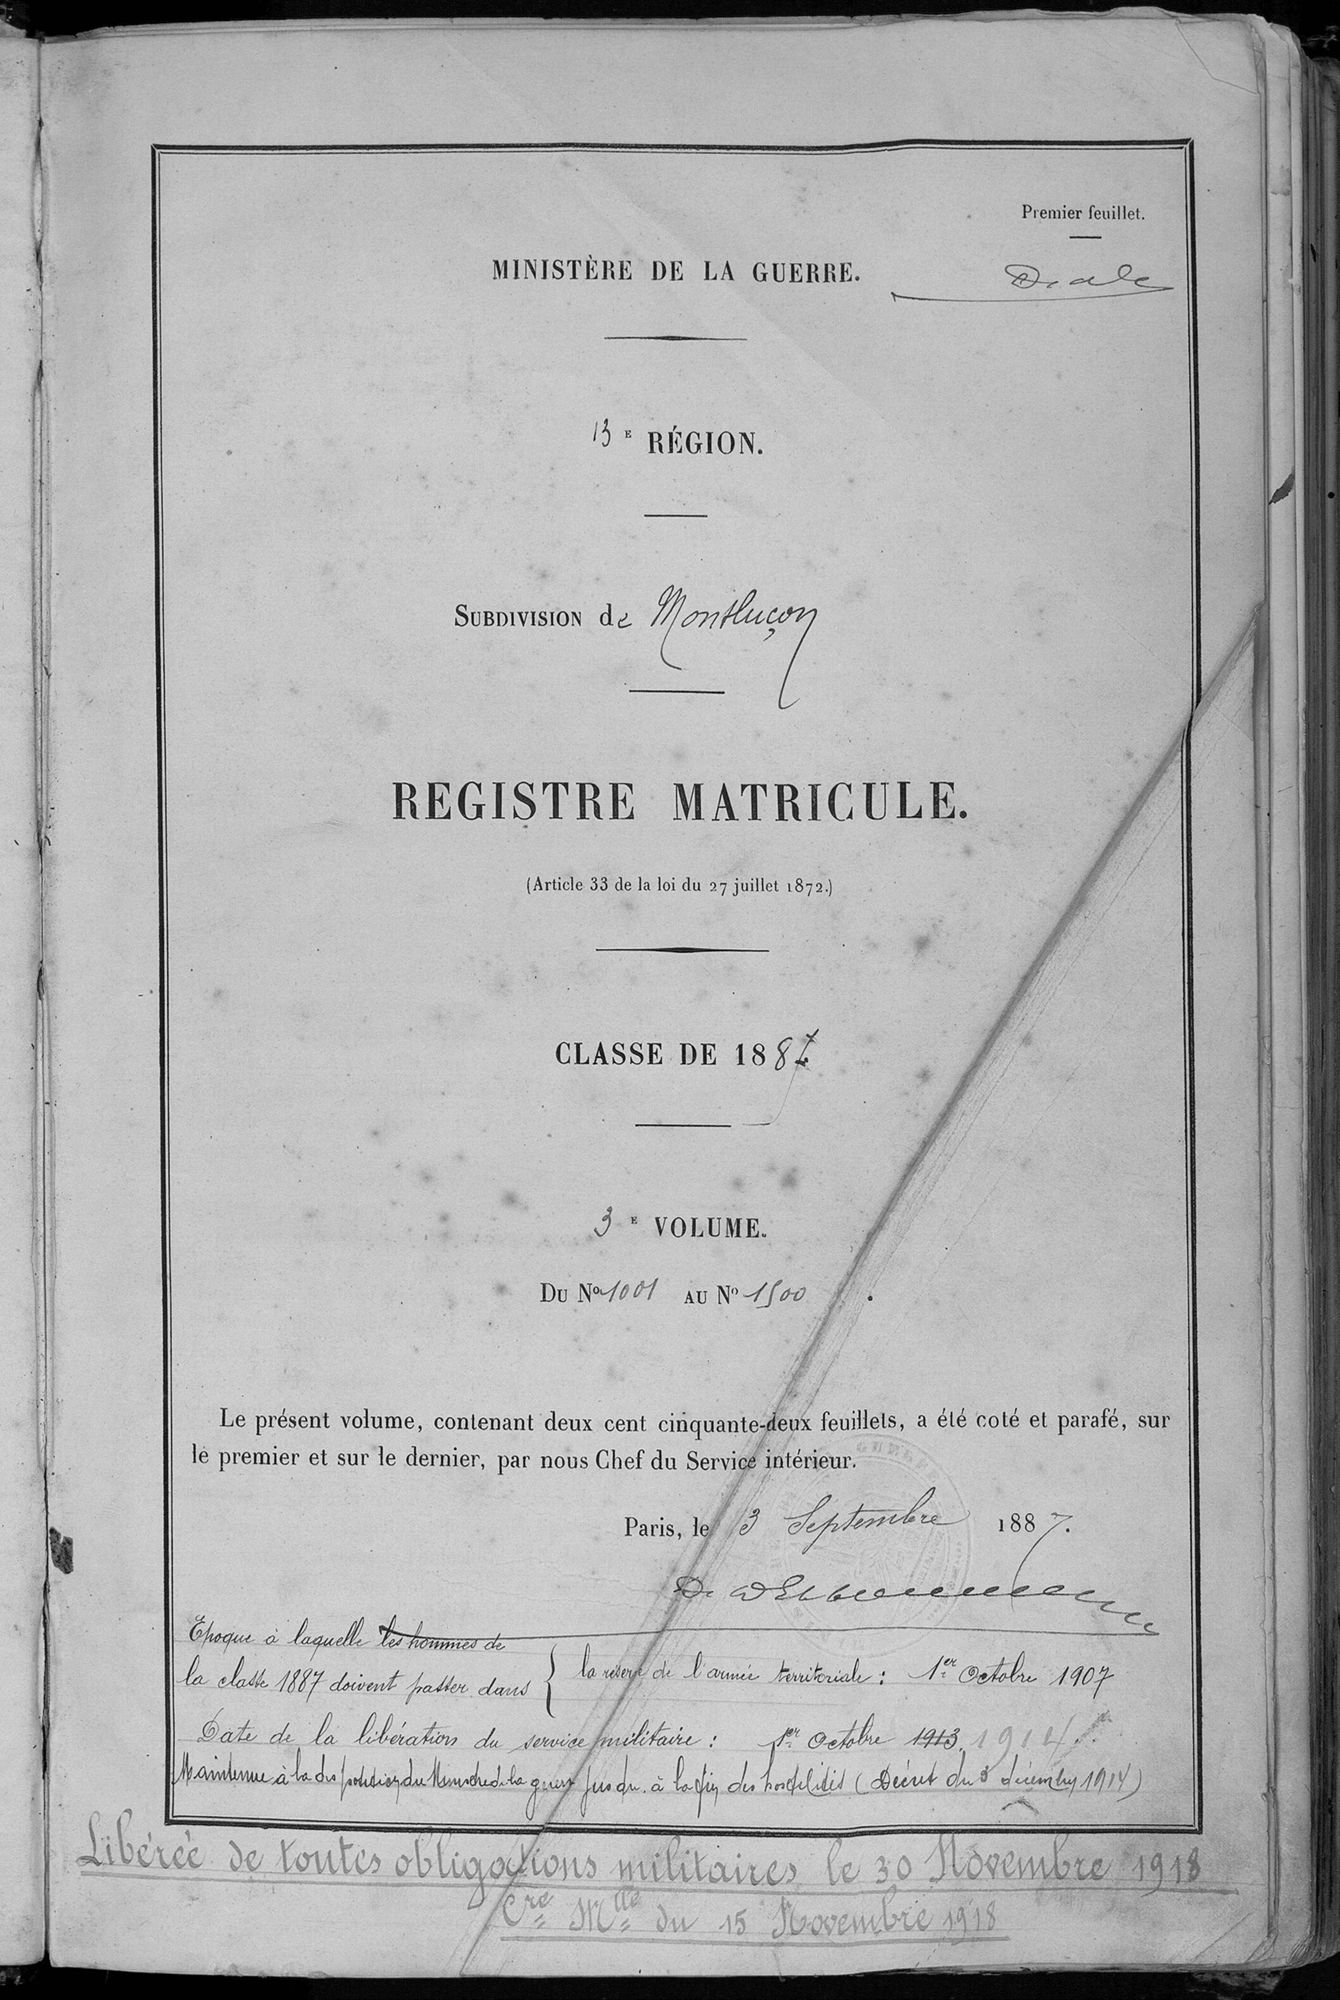 Premier feuillet.
MINISTÈRE DE LA GUERRE.
13E RÉGION.
SUBDIVISION de Montluçon
REGISTRE MATRICULE.
(Article 33 de la loi du 27 juillet 1872.)
CLASSE DE 1887
3E VOLUME.
DU No 1001 AU No 1500.
Le présent volume, contenant deux cent cinquante-deux feuillets, a été coté et parafé, sur
le premier et sur le dernier, par nous Chef du Service intérieur.
Paris, le 3 Septembre 1887.
Epoque à laquelle les hommes de
la classe 1887 doivent passer dans { la réserve de l'armée territoriale : 1er Octobre 1907
Date de la libération du service militaire : 1er Octobre 1913. 1914
Maintenue à la disposition du Ministre de la guerre jusqu'à la fin des hostilités (Décret du 3 décembre 1914)
Libérée de toutes obligations militaires le 30 Novembre 1918
Cre Mlle du 15 Novembre 1918